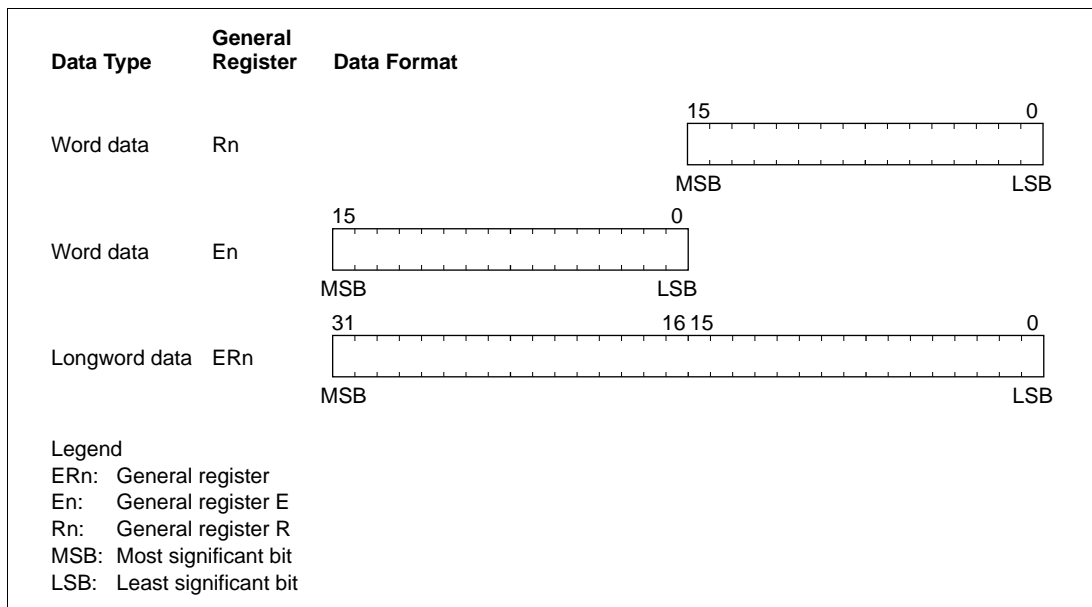 Data Type General Register Data Format
15 0
Word data Rn
MSB LSB
15 0
Word data En
MSB LSB
31 16 15 0
Longword data ERn
MSB LSB
Legend
ERn: General register
En: General register E
Rn: General register R
MSB: Most significant bit
LSB: Least significant bit